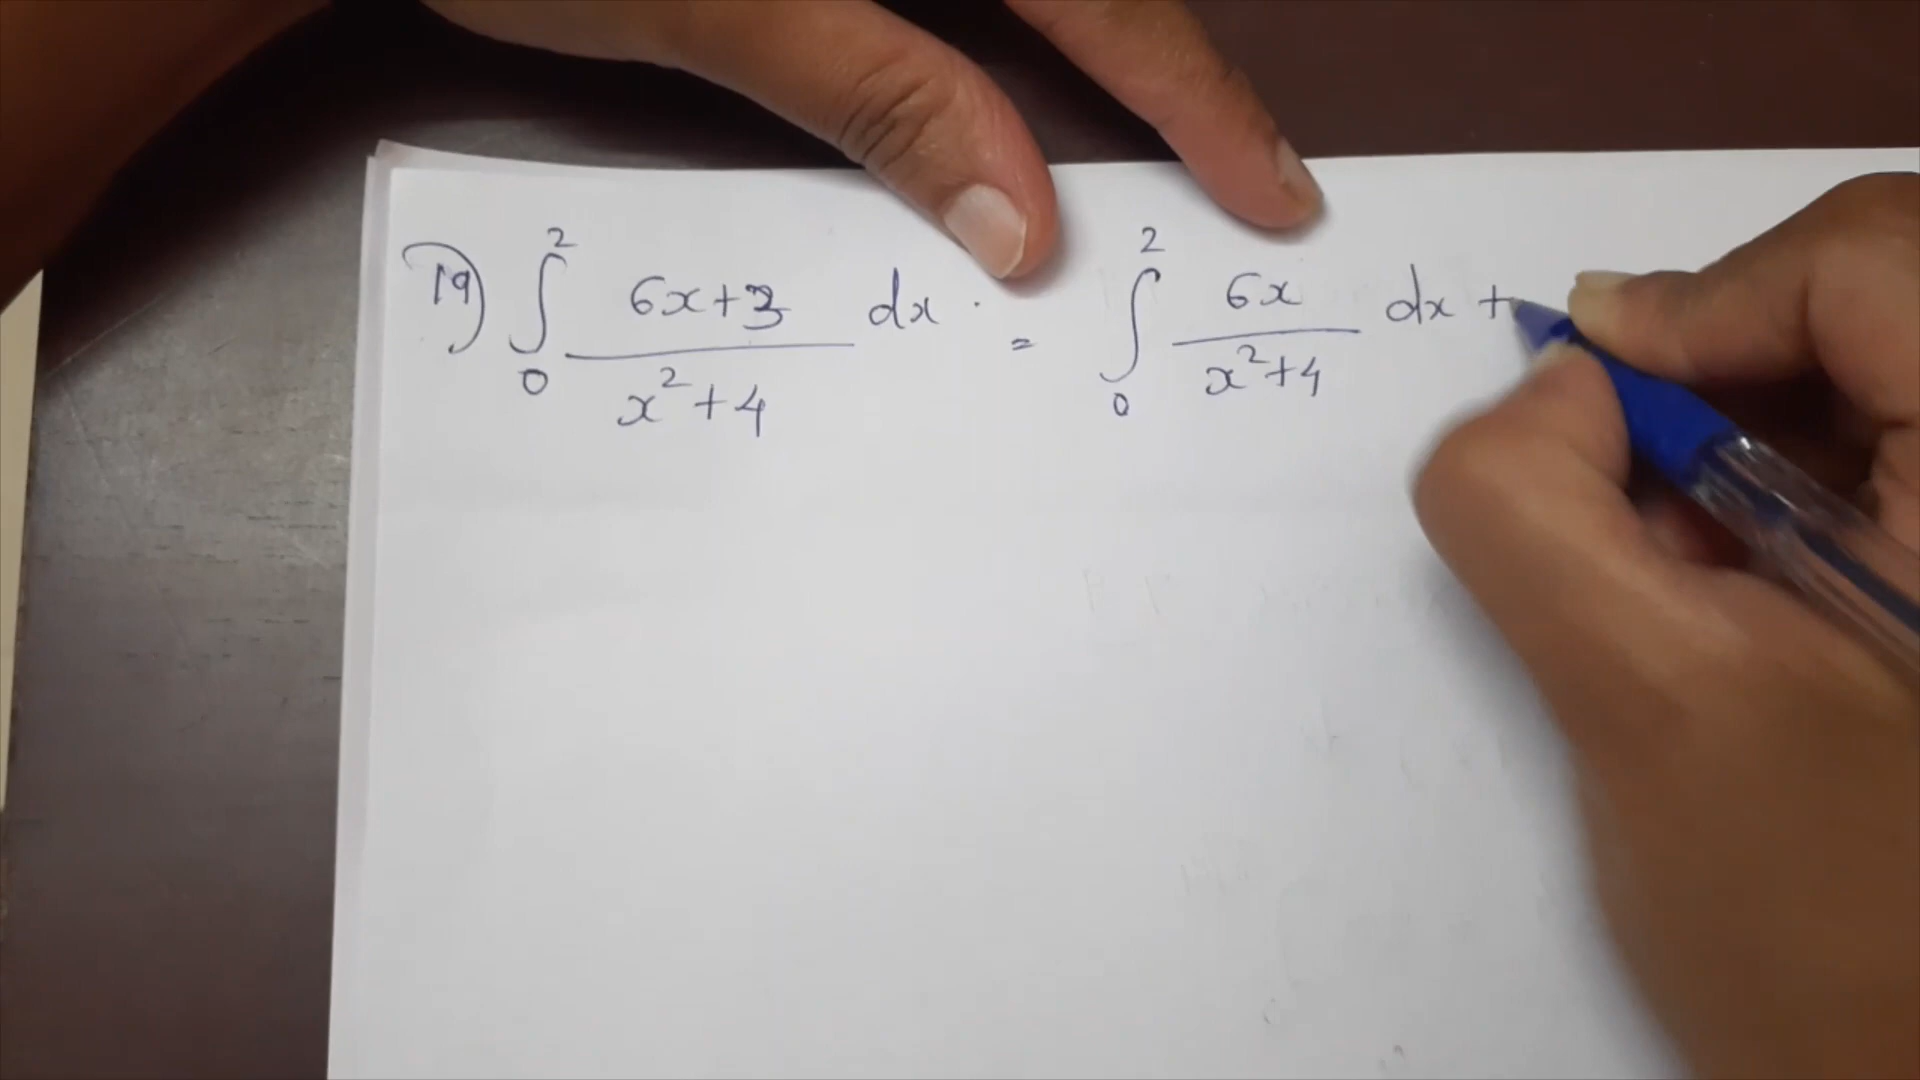 19) ∫₀² (6x+3)/(x²+4) dx = ∫₀² 6x/(x²+4) dx +